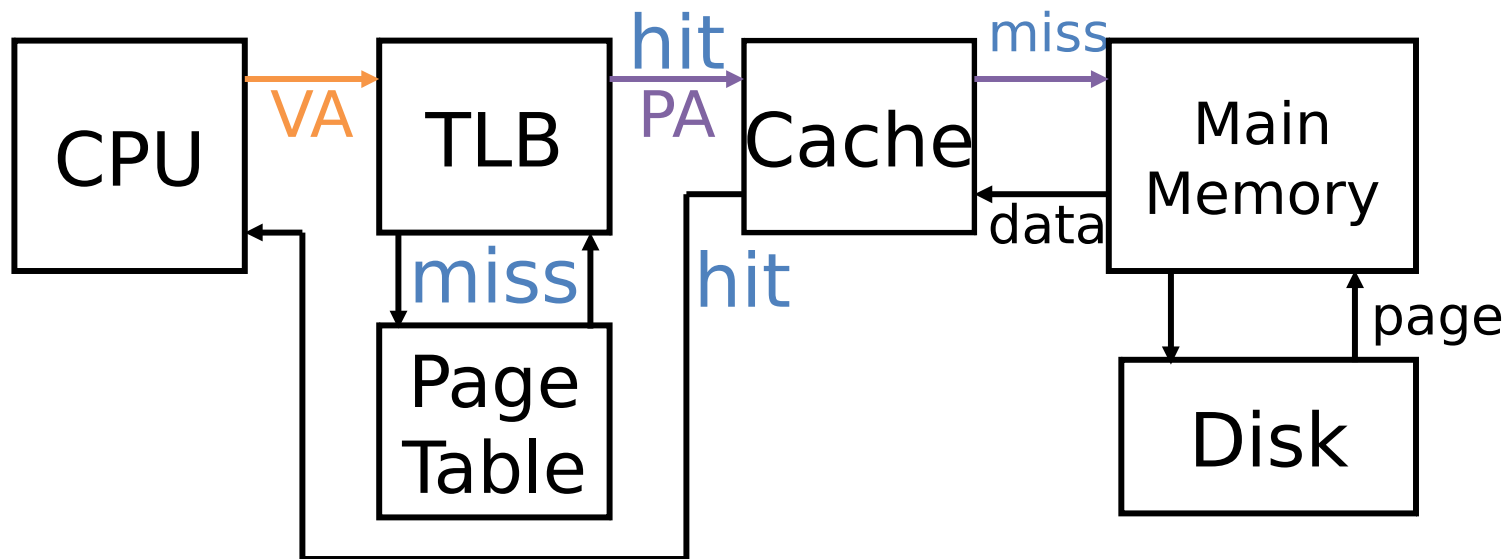 CPU
VA
TLB
hit
PA
Cache
miss
Main
Memory
data
miss
hit
page
Page
Table
Disk